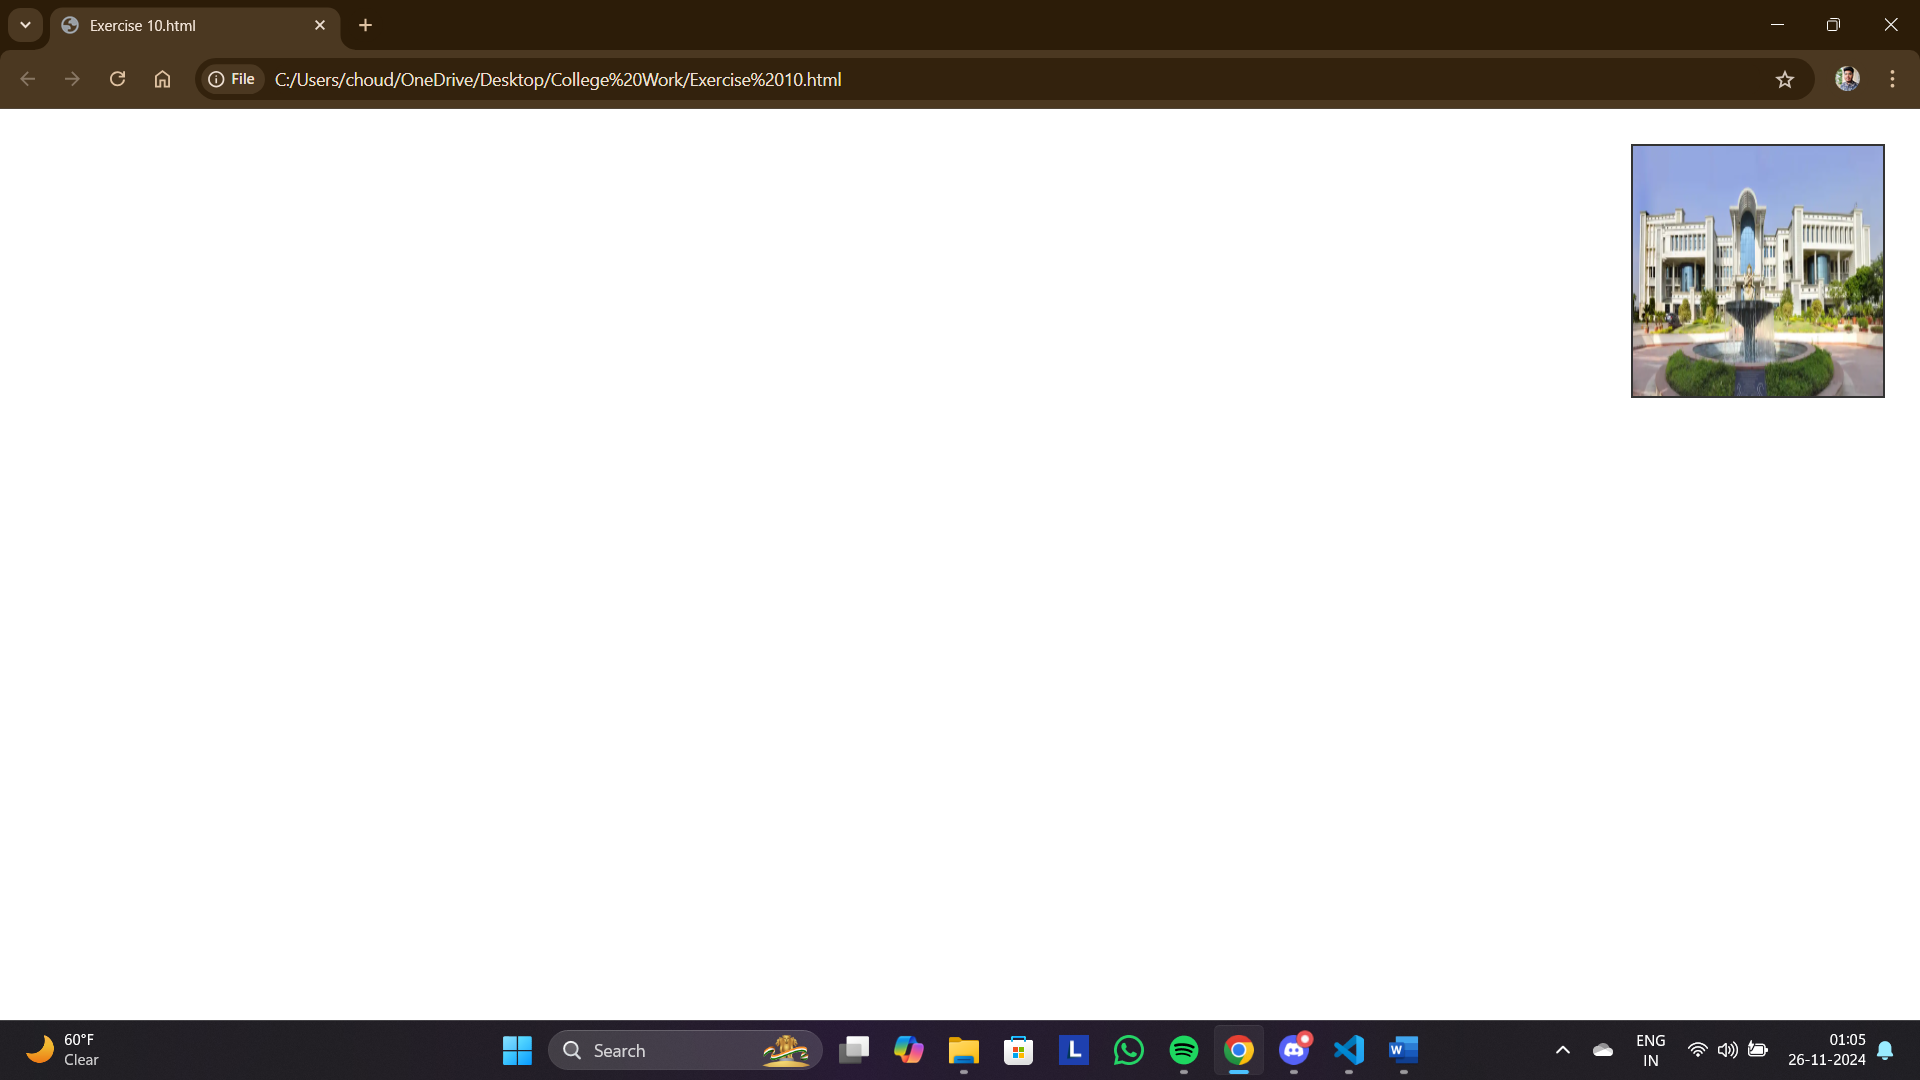 Exercise 10.html
File
C:/Users/choud/OneDrive/Desktop/College%20Work/Exercise%2010.html
60°F
Clear
Search
L
W
ENG
IN
01:05
26-11-2024